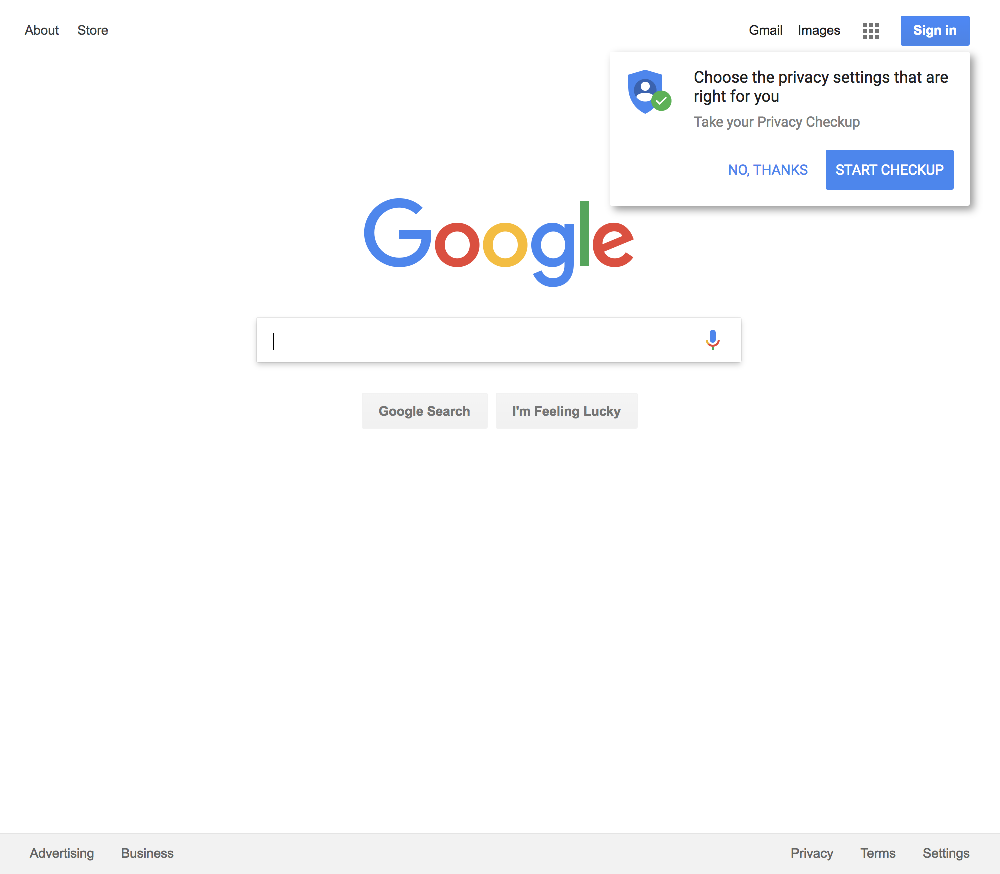 About Store Gmail Images Sign in
Choose the privacy settings that are
right for you
Take your Privacy Checkup
NO, THANKS START CHECKUP
Google
Google Search I'm Feeling Lucky
Advertising Business Privacy Terms Settings